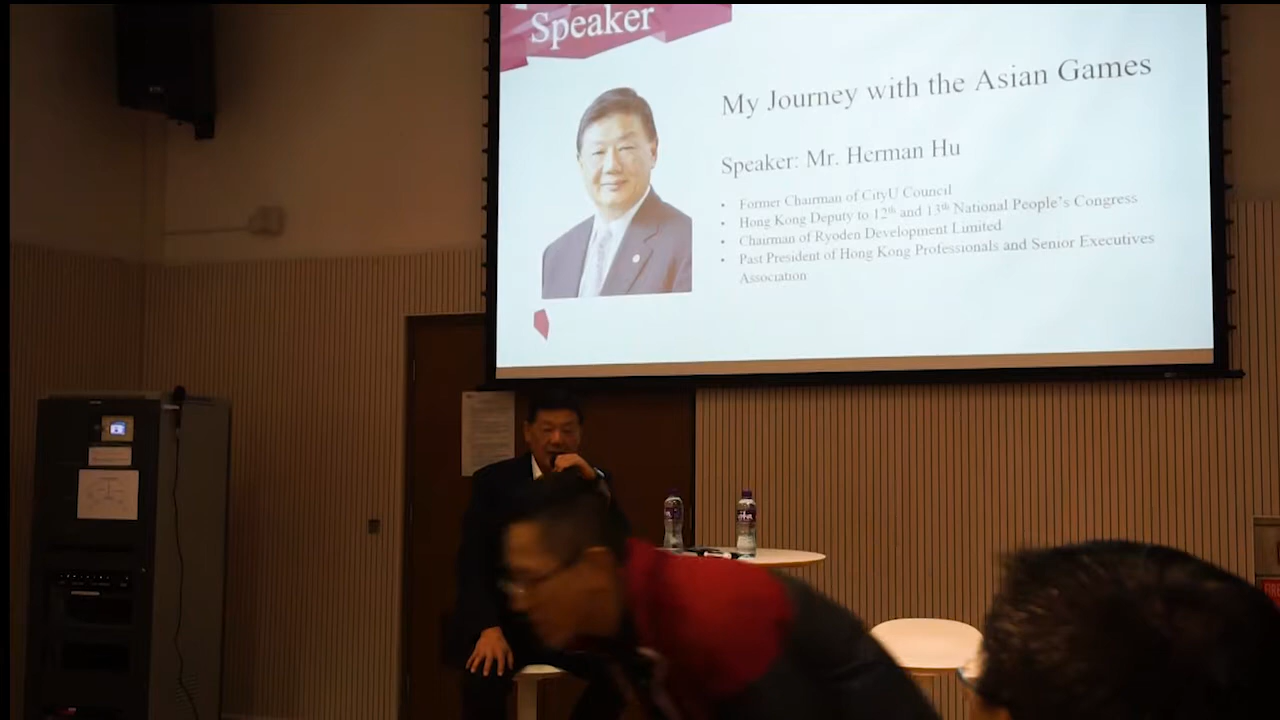 Speaker
My Journey with the Asian Games
Speaker: Mr. Herman Hu
• Former Chairman of CityU Council
• Hong Kong Deputy to 12th and 13th National People's Congress
• Chairman of Ryoden Development Limited
• Past President of Hong Kong Professionals and Senior Executives
Association